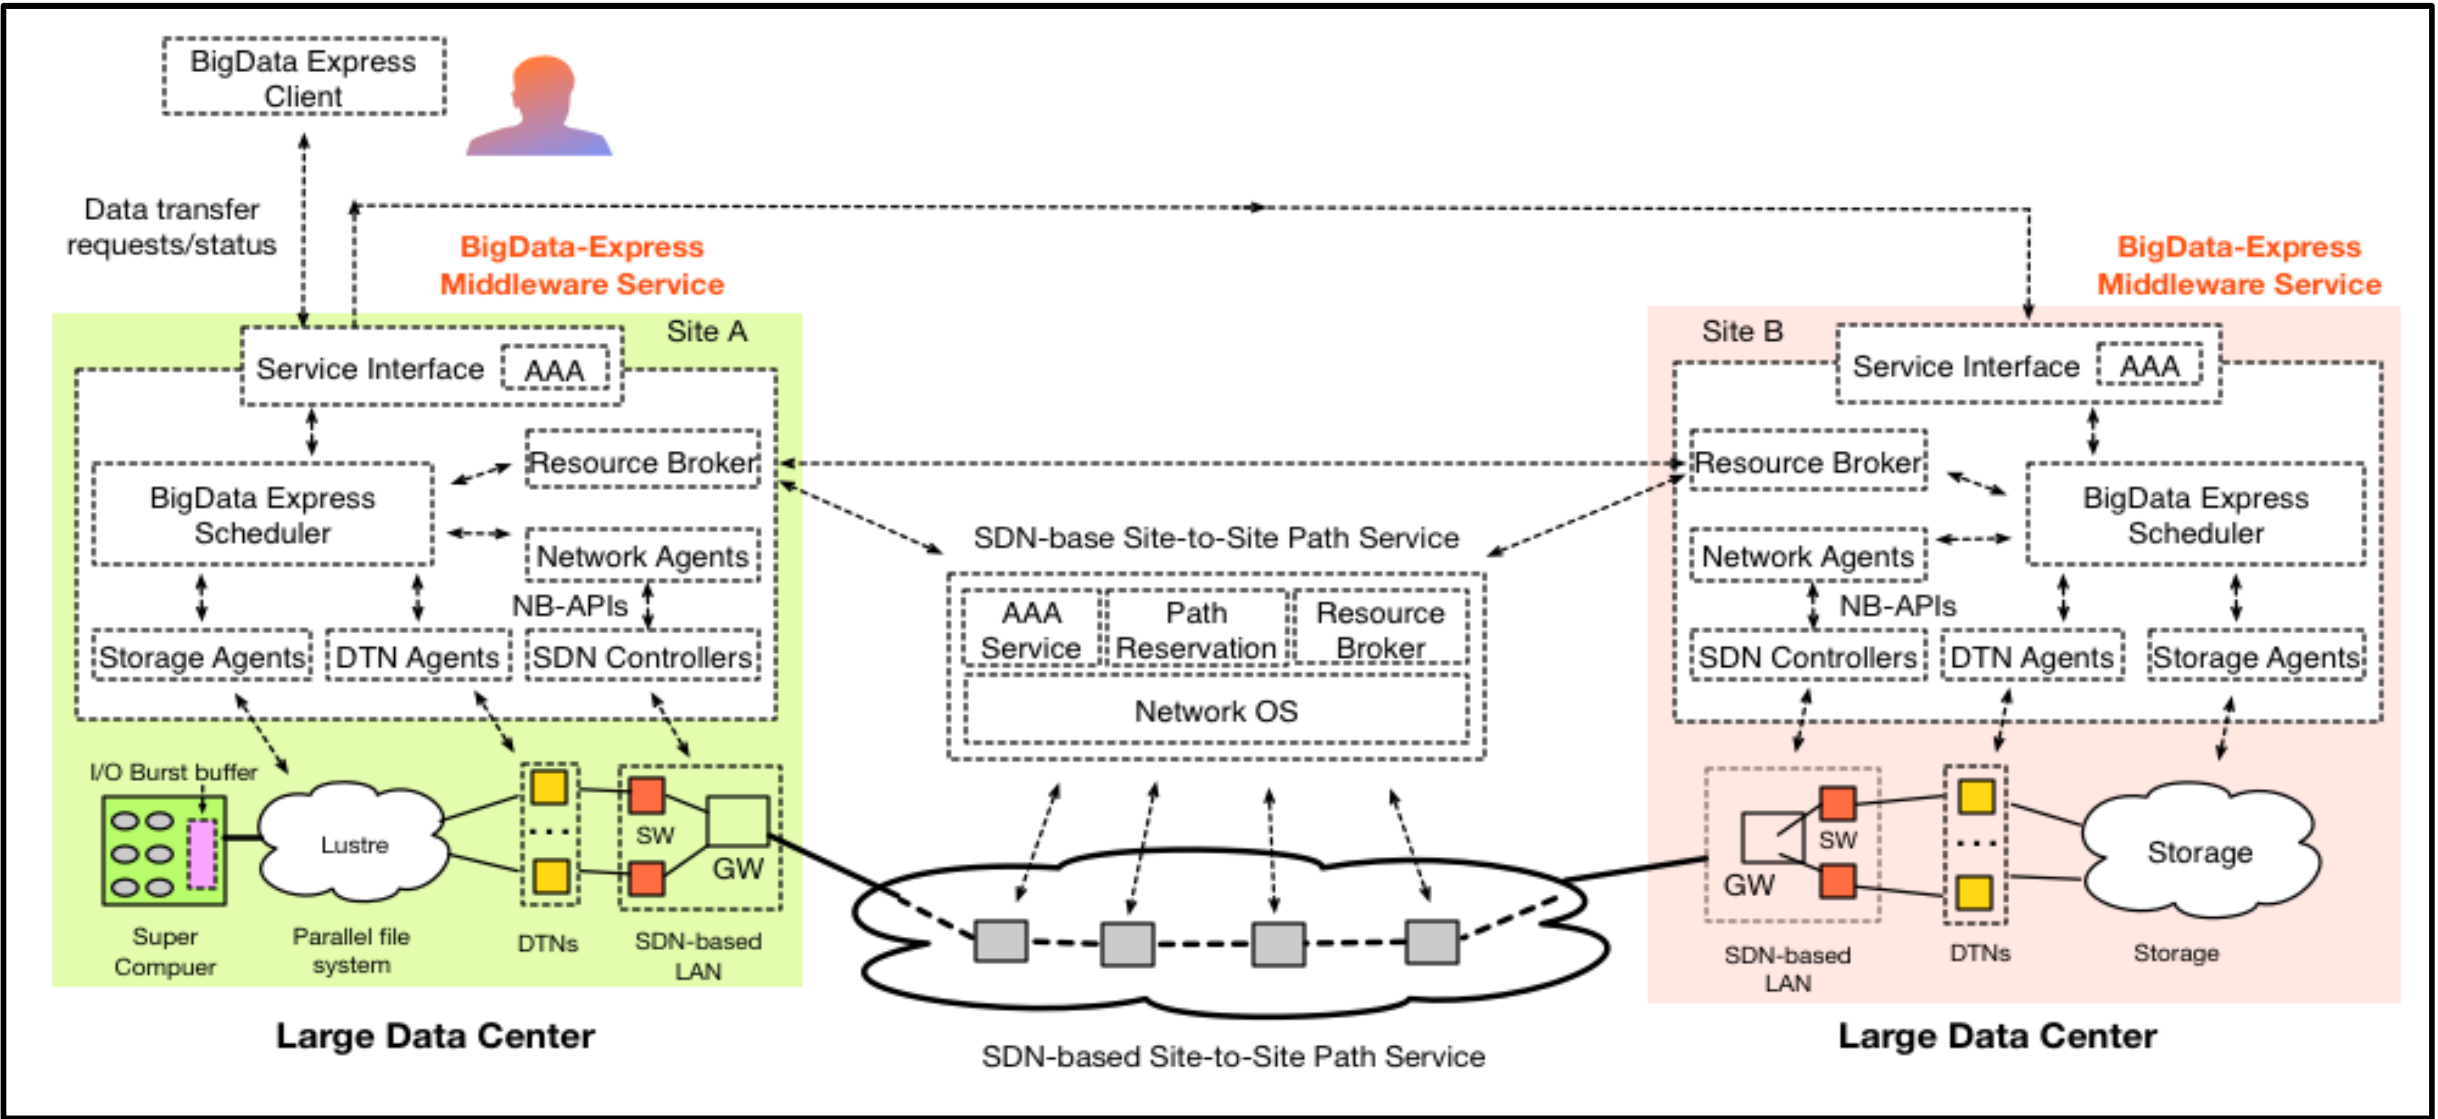 BigData Express
Client
Data transfer
requests/status
BigData-Express
Middleware Service
BigData-Express
Middleware Service
Site A
Service Interface
AAA
Resource Broker
BigData Express
Scheduler
Network Agents
NB-APIs
Storage Agents
DTN Agents
SDN Controllers
I/O Burst buffer
Lustre
SW
GW
Super
Compuer
Parallel file
system
DTNs
SDN-based
LAN
Large Data Center
SDN-base Site-to-Site Path Service
AAA
Service
Path
Reservation
Resource
Broker
Network OS
SDN-based Site-to-Site Path Service
Site B
Service Interface
AAA
Resource Broker
BigData Express
Scheduler
Network Agents
NB-APIs
SDN Controllers
DTN Agents
Storage Agents
SW
GW
Storage
SDN-based
LAN
DTNs
Storage
Large Data Center